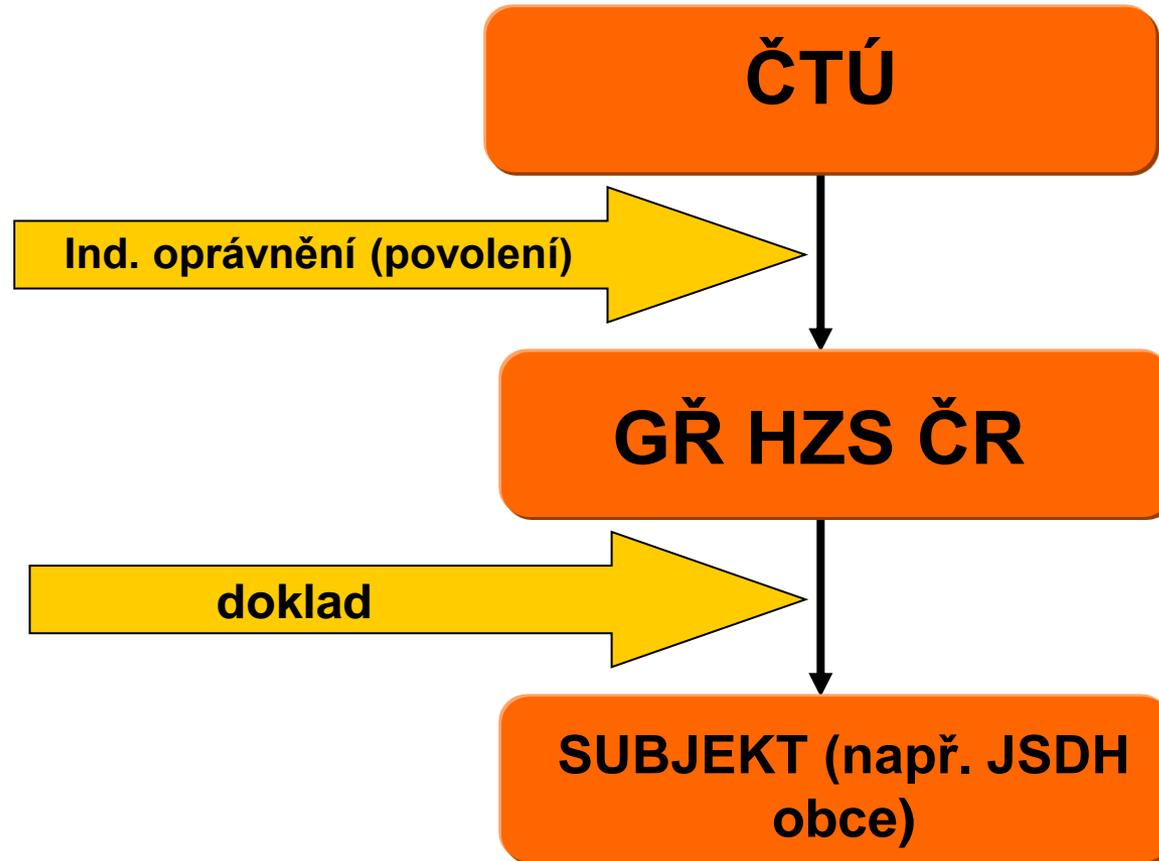 ČTÚ
Ind. oprávnění (povolení)
GŘ HZS ČR
doklad
SUBJEKT (např. JSDH
obce)